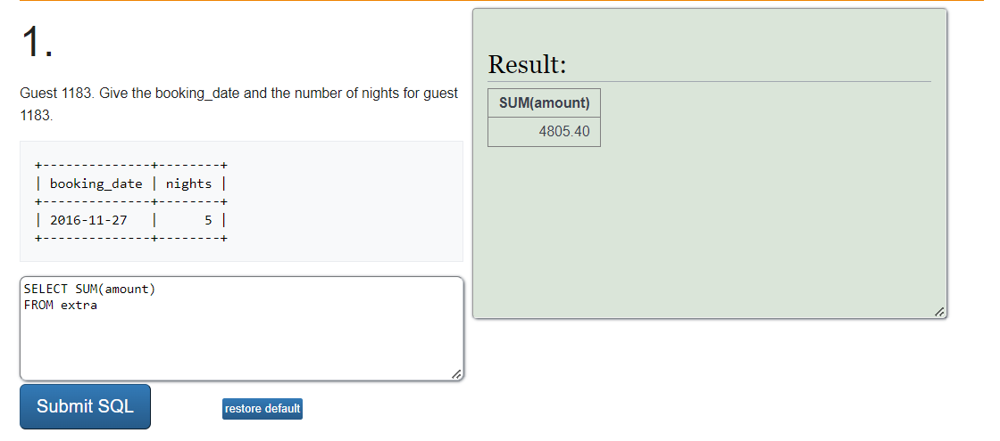 1.
Guest 1183. Give the booking_date and the number of nights for guest
1183.
+--------------+--------+
| booking_date | nights |
+--------------+--------+
| 2016-11-27   |      5 |
+--------------+--------+
SELECT SUM(amount)
FROM extra
Submit SQL
restore default
Result:
SUM(amount)
4805.40